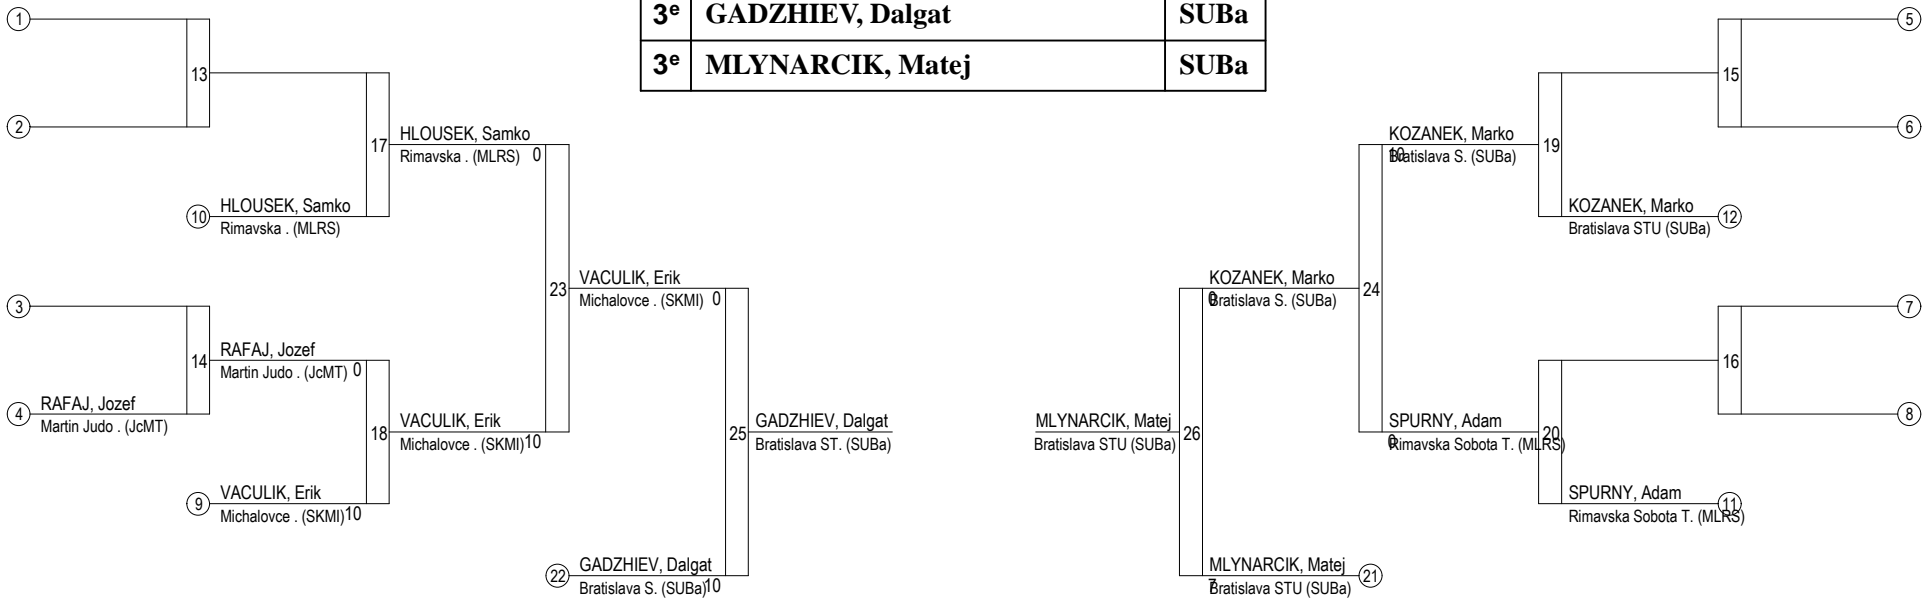 3e GADZHIEV, Dalgat SUBa
3e MLYNARCIK, Matej SUBa
1
13
2
17
HLOUSEK, Samko
Rimavska . (MLRS) 0
10 HLOUSEK, Samko
Rimavska . (MLRS)
3
14
RAFAJ, Jozef
Martin Judo . (JcMT) 0
4 RAFAJ, Jozef
Martin Judo . (JcMT)
18
VACULIK, Erik
Michalovce . (SKMI) 10
9 VACULIK, Erik
Michalovce . (SKMI) 10
23
VACULIK, Erik
Michalovce . (SKMI) 0
25
GADZHIEV, Dalgat
Bratislava ST. (SUBa)
22 GADZHIEV, Dalgat
Bratislava S. (SUBa) 10
5
15
6
KOZANEK, Marko
10 Bratislava S. (SUBa)
19
KOZANEK, Marko
Bratislava STU (SUBa) 12
KOZANEK, Marko
0 Bratislava S. (SUBa)
24
7
16
8
SPURNY, Adam
0 Rimavska Sobota T. (MLRS)
20
SPURNY, Adam
Rimavska Sobota T. (MLRS) 11
MLYNARCIK, Matej
Bratislava STU (SUBa)
26
MLYNARCIK, Matej
7 Bratislava STU (SUBa) 21